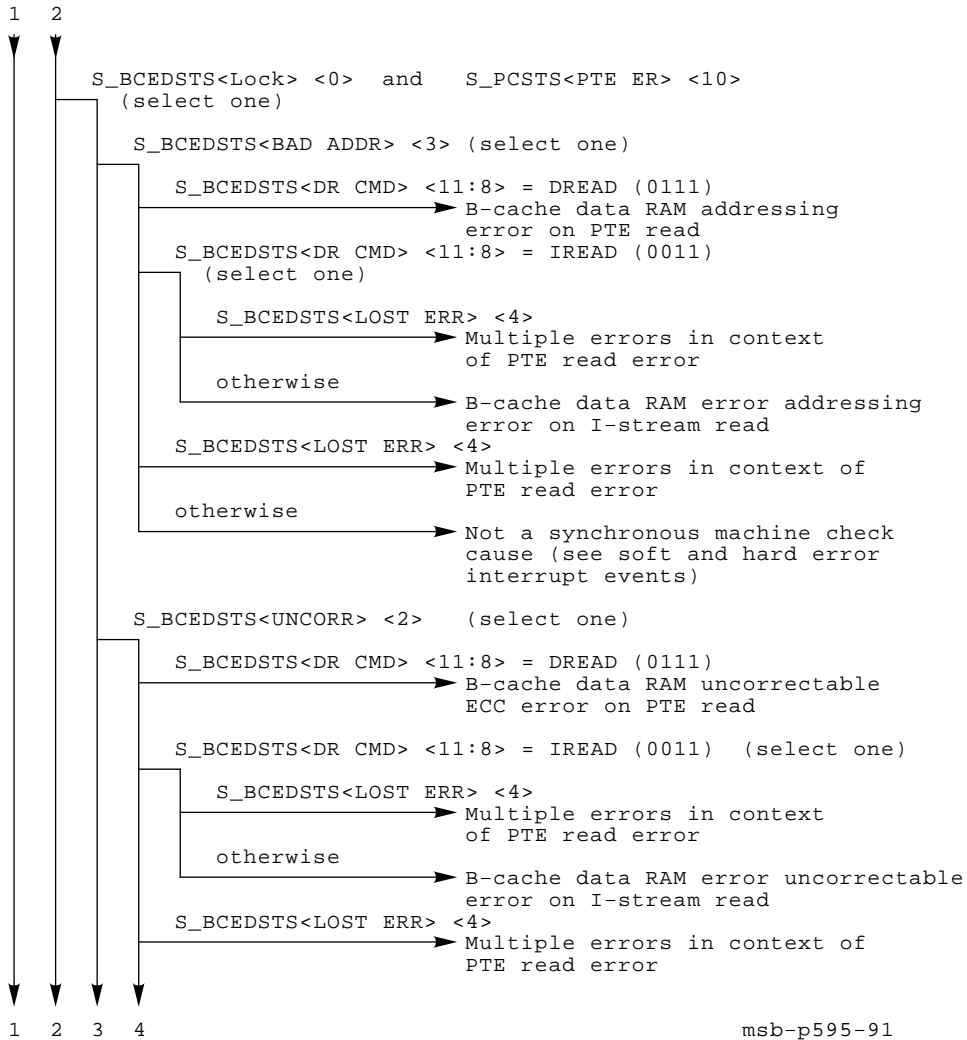 1 2
S_BCEDSTS<Lock> <0> and S_PCSTS<PTE ER> <10>
(select one)
S_BCEDSTS<BAD ADDR> <3> (select one)
S_BCEDSTS<DR CMD> <11:8> = DREAD (0111)
B-cache data RAM addressing
error on PTE read
S_BCEDSTS<DR CMD> <11:8> = IREAD (0011)
(select one)
S_BCEDSTS<LOST ERR> <4>
Multiple errors in context
of PTE read error
otherwise
B-cache data RAM error addressing
error on I-stream read
S_BCEDSTS<LOST ERR> <4>
Multiple errors in context of
PTE read error
otherwise
Not a synchronous machine check
cause (see soft and hard error
interrupt events)
S_BCEDSTS<UNCORR> <2> (select one)
S_BCEDSTS<DR CMD> <11:8> = DREAD (0111)
B-cache data RAM uncorrectable
ECC error on PTE read
S_BCEDSTS<DR CMD> <11:8> = IREAD (0011) (select one)
S_BCEDSTS<LOST ERR> <4>
Multiple errors in context
of PTE read error
otherwise
B-cache data RAM error uncorrectable
error on I-stream read
S_BCEDSTS<LOST ERR> <4>
Multiple errors in context of
PTE read error
1 2 3 4
msb-p595-91